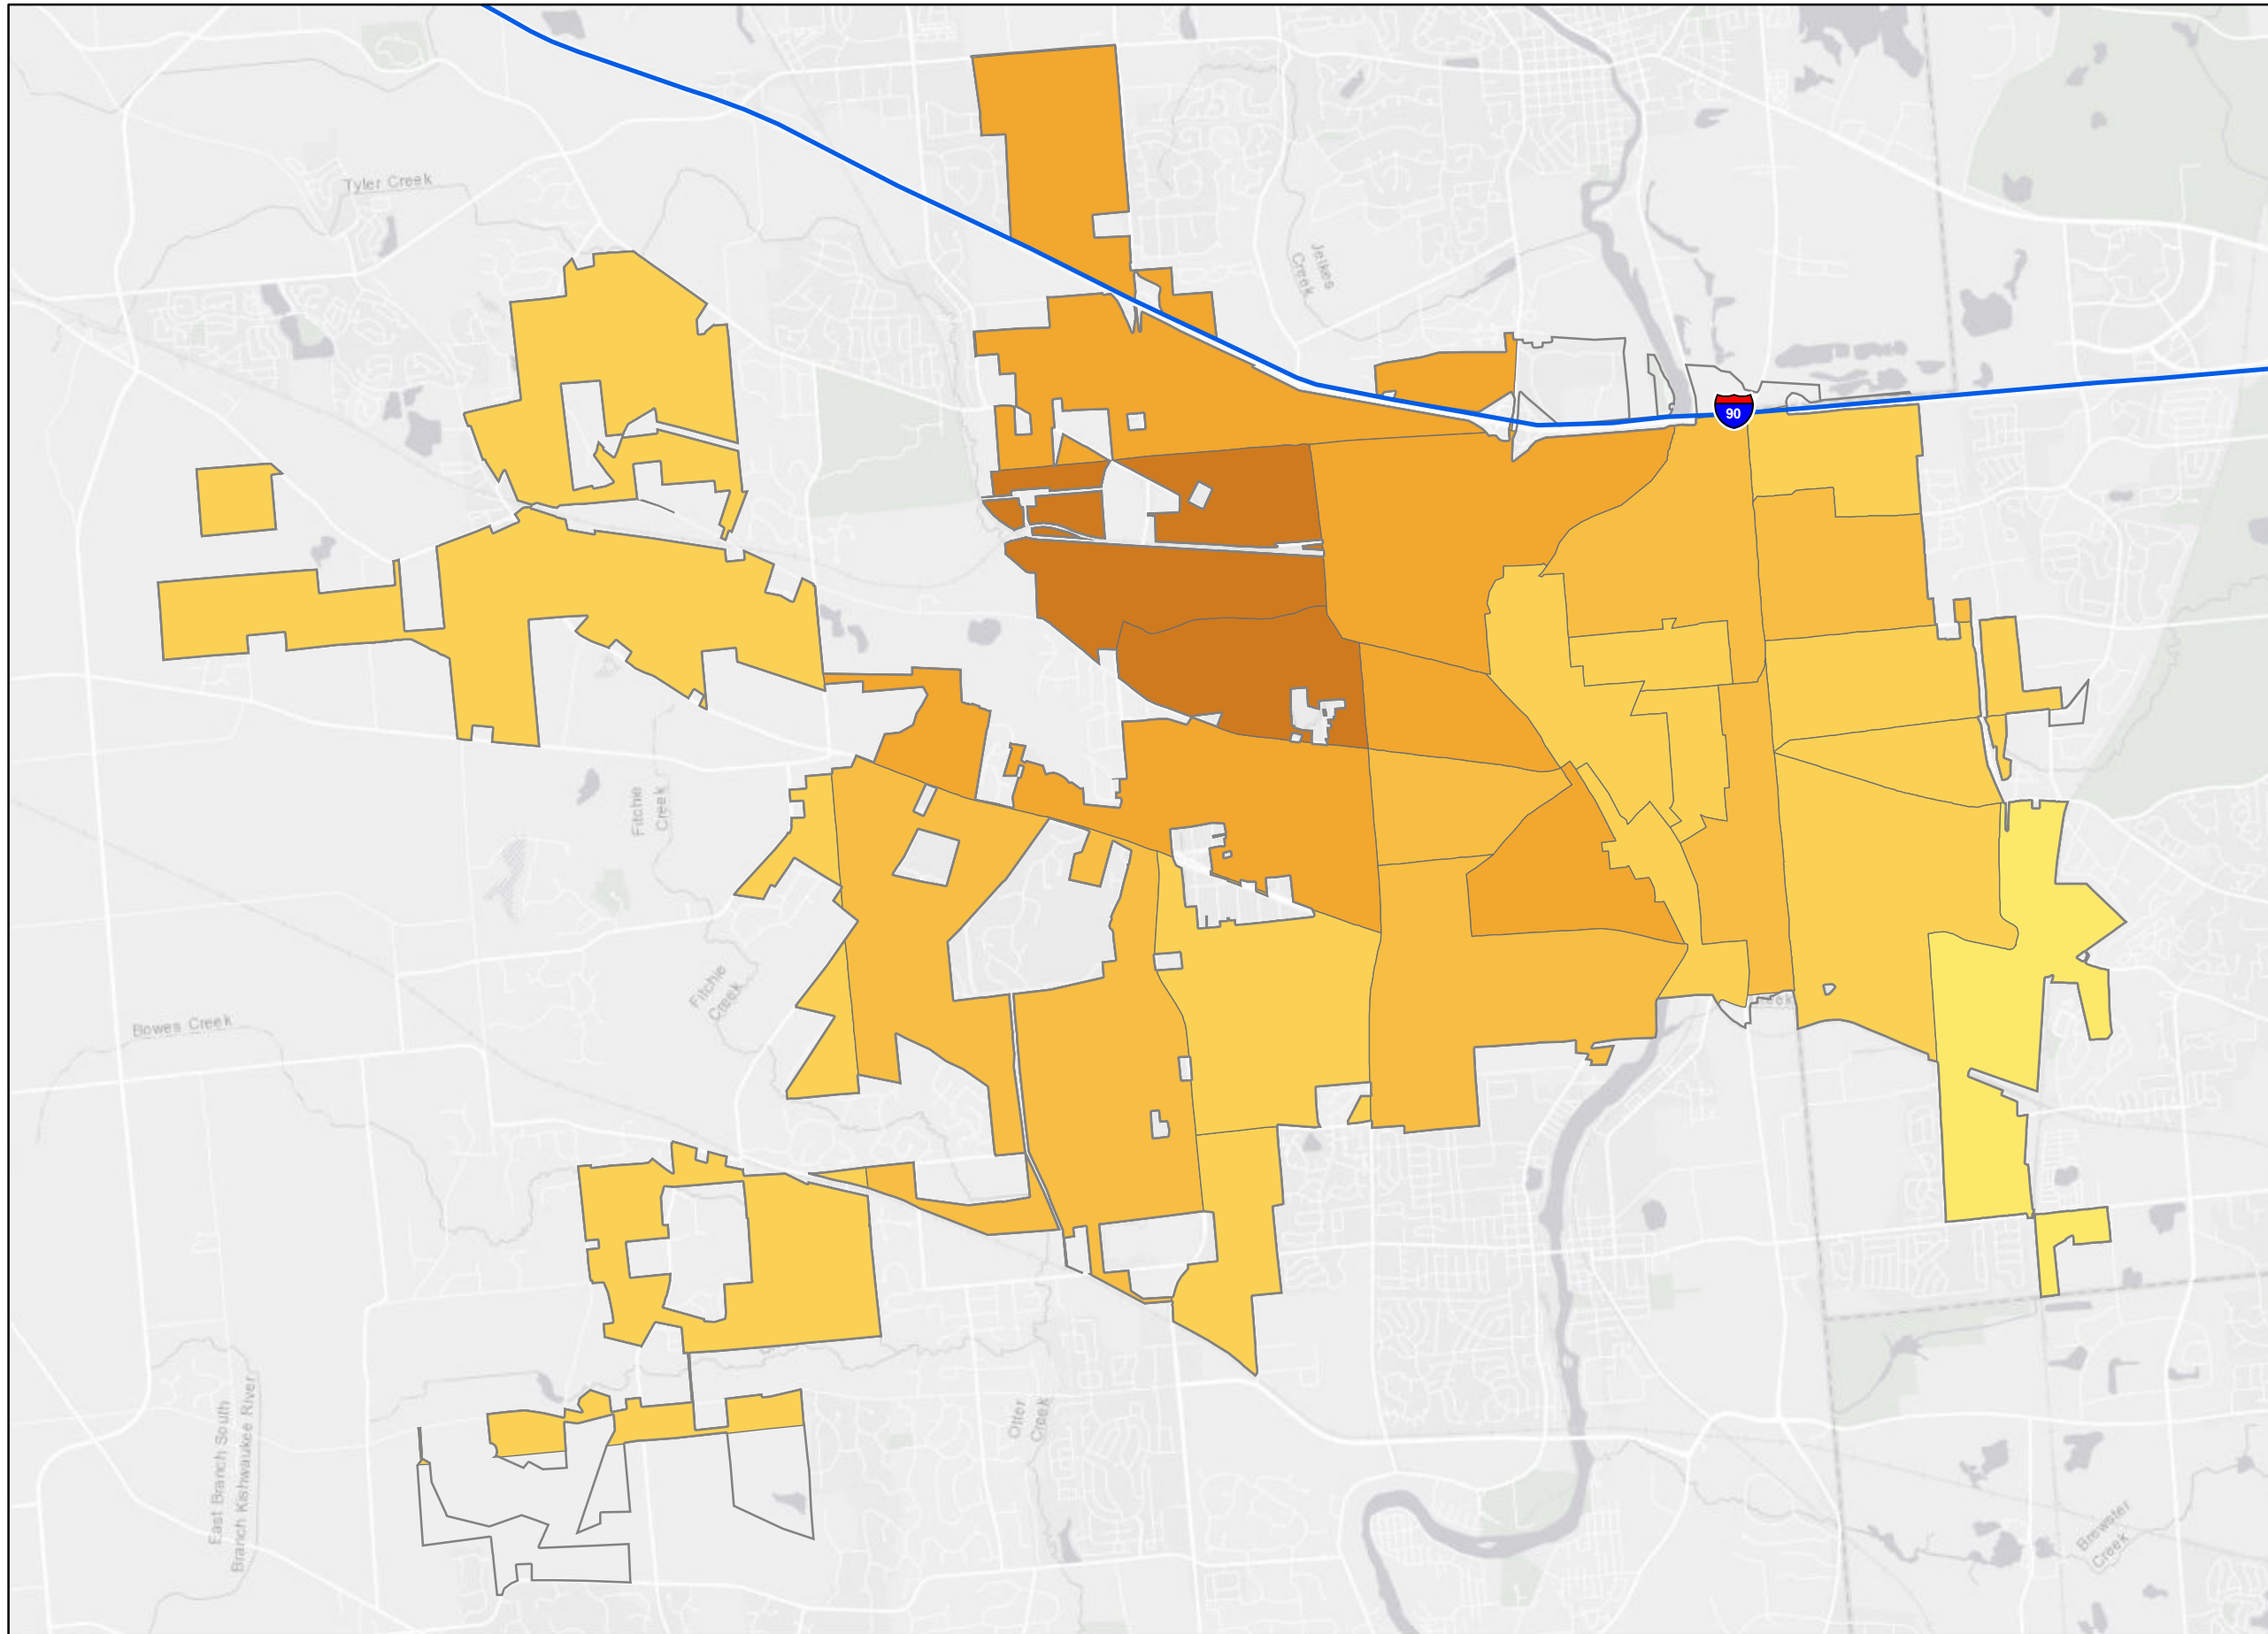 Tyler Creek
Jelkes
Creek
90
Fitchie
Creek
Fitchie
Creek
Bowes Creek
eek
Otter
Creek
East Branch South
Branch Kishwaukee River
Brewster
Creek